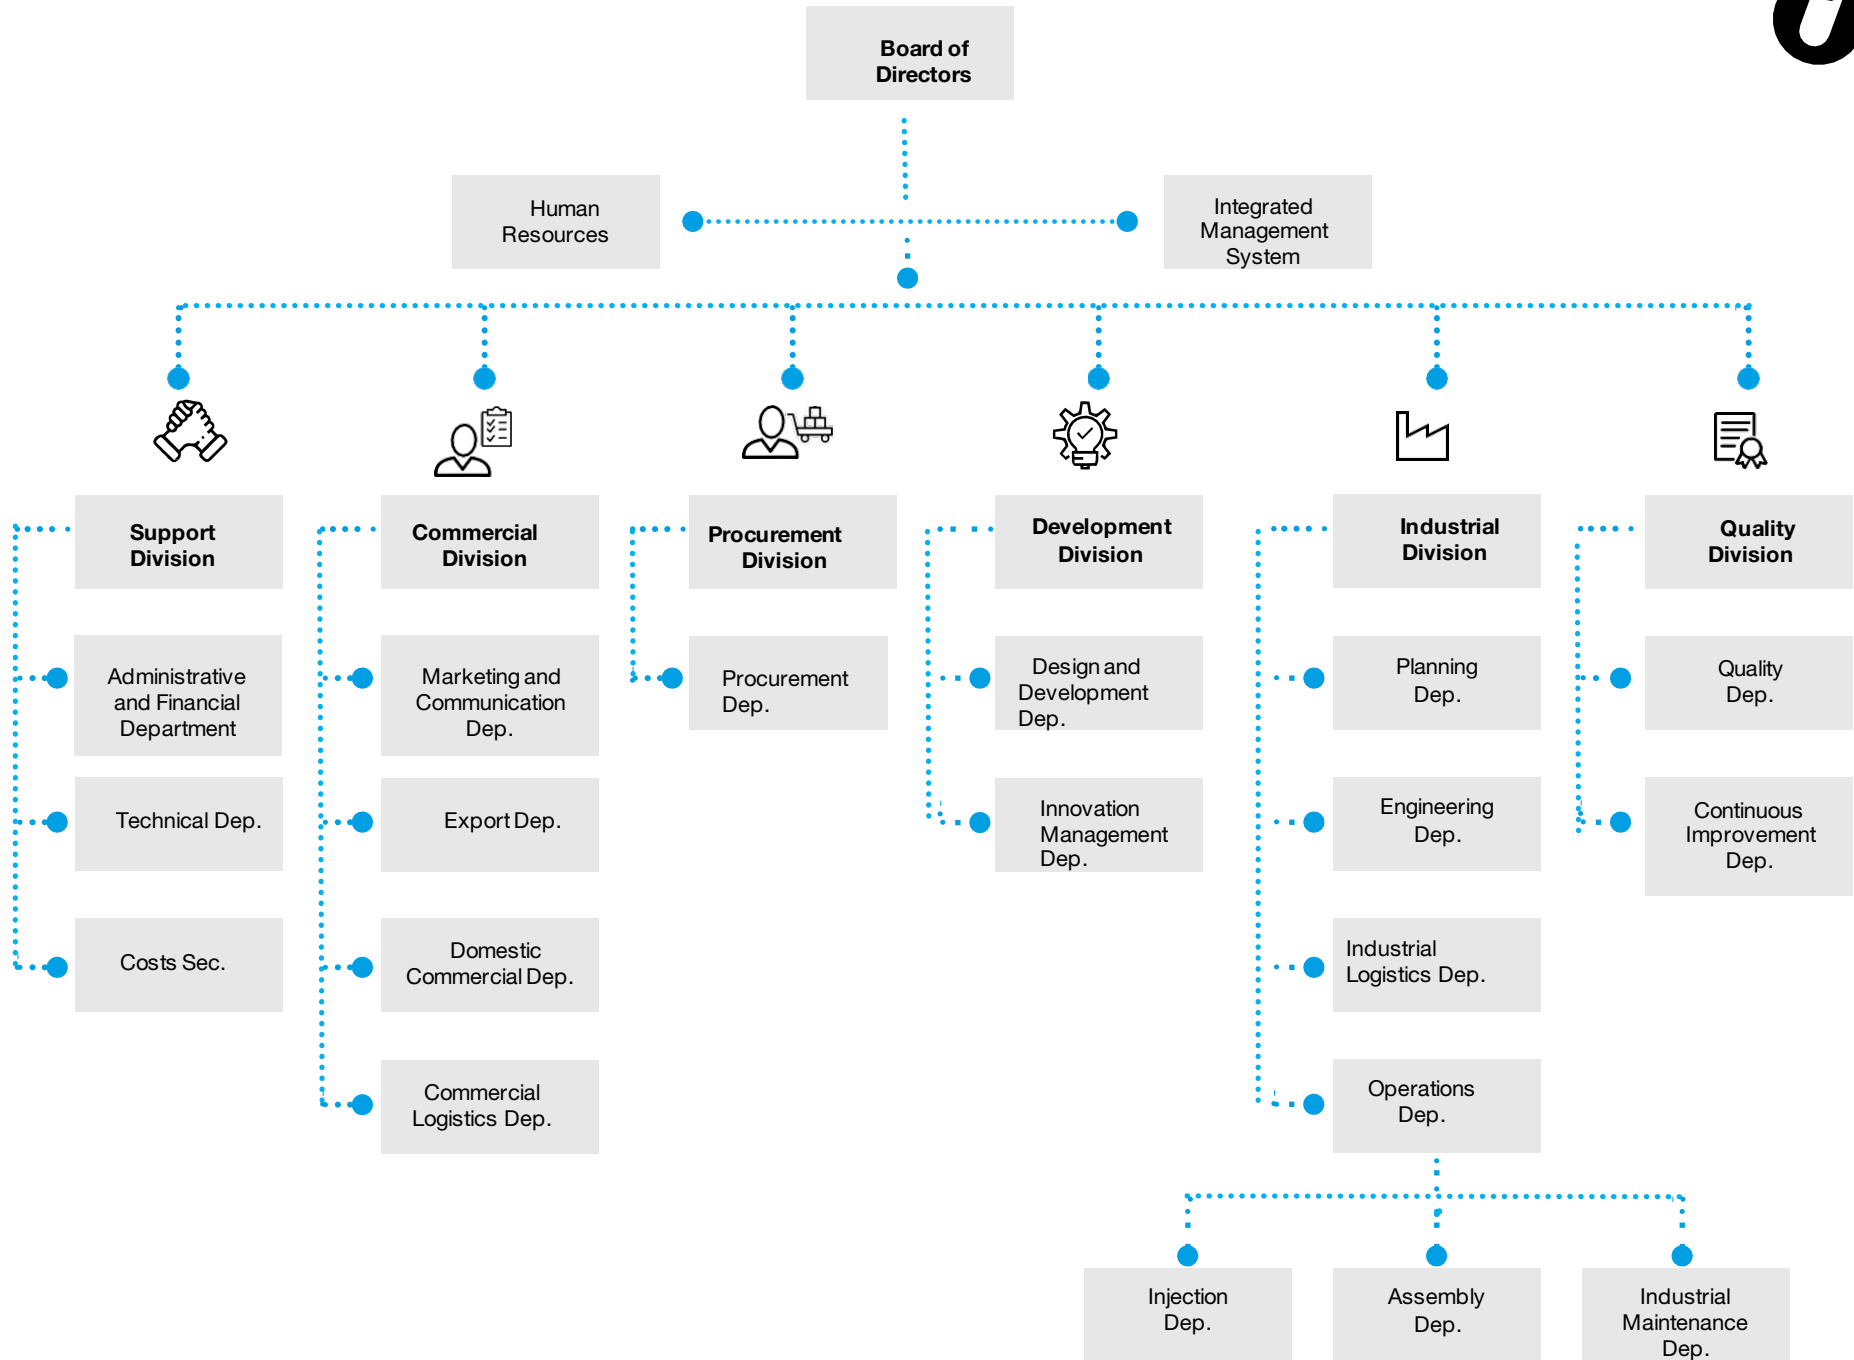 Board of
Directors
Human
Resources
Integrated
Management
System
Support
Division
Commercial
Division
Procurement
Division
Development
Division
Industrial
Division
Quality
Division
Administrative
and Financial
Department
Marketing and
Communication
Dep.
Procurement
Dep.
Design and
Development
Dep.
Planning
Dep.
Quality
Dep.
Technical Dep.
Export Dep.
Innovation
Management
Dep.
Engineering
Dep.
Continuous
Improvement
Dep.
Costs Sec.
Domestic
Commercial Dep.
Industrial
Logistics Dep.
Commercial
Logistics Dep.
Operations
Dep.
Injection
Dep.
Assembly
Dep.
Industrial
Maintenance
Dep.